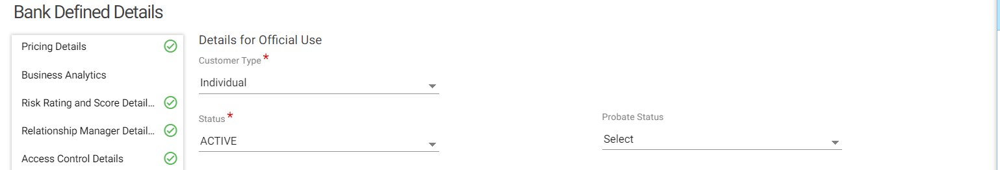 Bank Defined Details
Pricing Details
Business Analytics
Risk Rating and Score Detail...
Relationship Manager Detail...
Access Control Details
Details for Official Use
Customer Type *
Individual
Status *
ACTIVE
Probate Status
Select